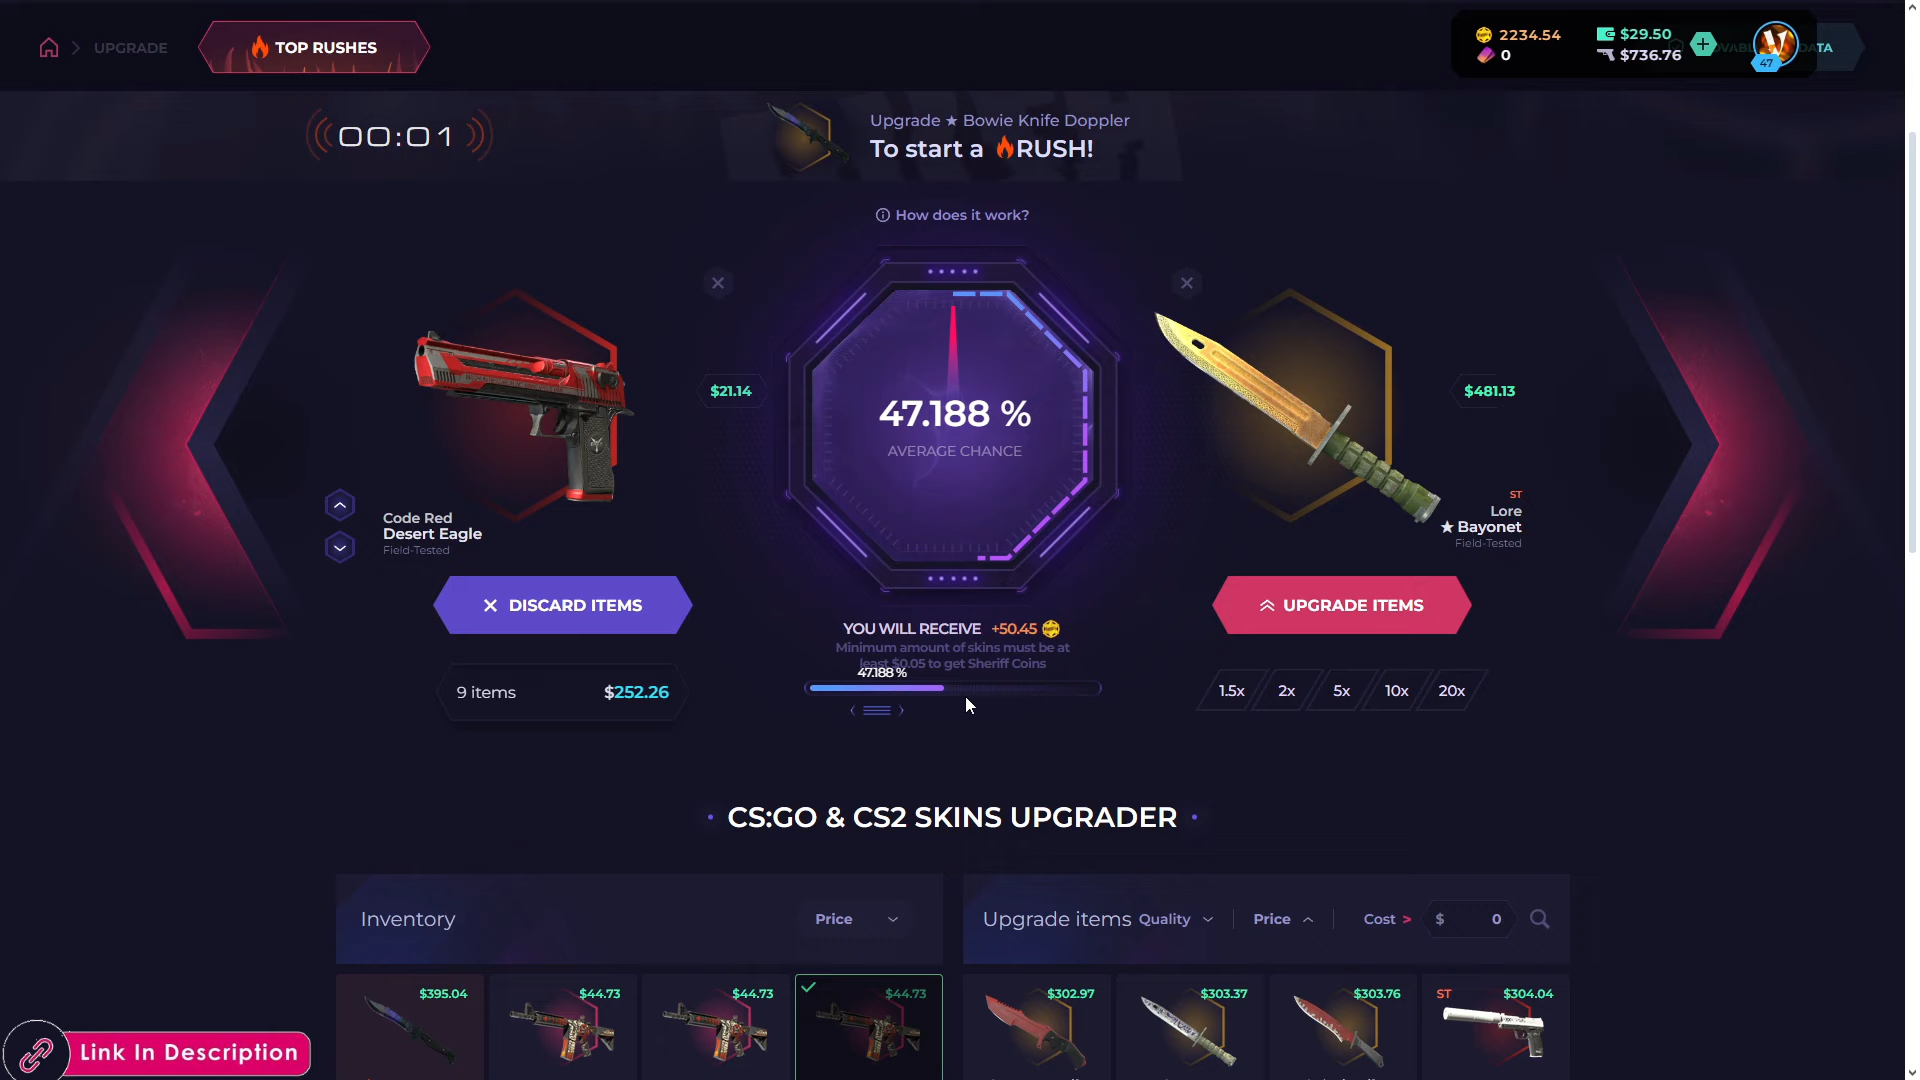 UPGRADE
TOP RUSHES
2234.54
$29.50
0
$736.76
47
DATA
00:01
Upgrade ★ Bowie Knife Doppler
To start a RUSH!
How does it work?
$21.14
47.188 %
AVERAGE CHANCE
$481.13
Code Red
Desert Eagle
Field-Tested
ST
Lore
★ Bayonet
Field-Tested
DISCARD ITEMS
UPGRADE ITEMS
YOU WILL RECEIVE +50.45
Minimum amount of skins must be at
least $0.05 to get Sheriff Coins
47.188 %
9 items
$252.26
1.5x
2x
5x
10x
20x
CS:GO & CS2 SKINS UPGRADER
Inventory
Price
Upgrade items
Quality
Price
Cost >
$ 0
$395.04
$44.73
$44.73
$44.73
$302.97
$303.37
$303.76
ST
$304.04
Link In Description